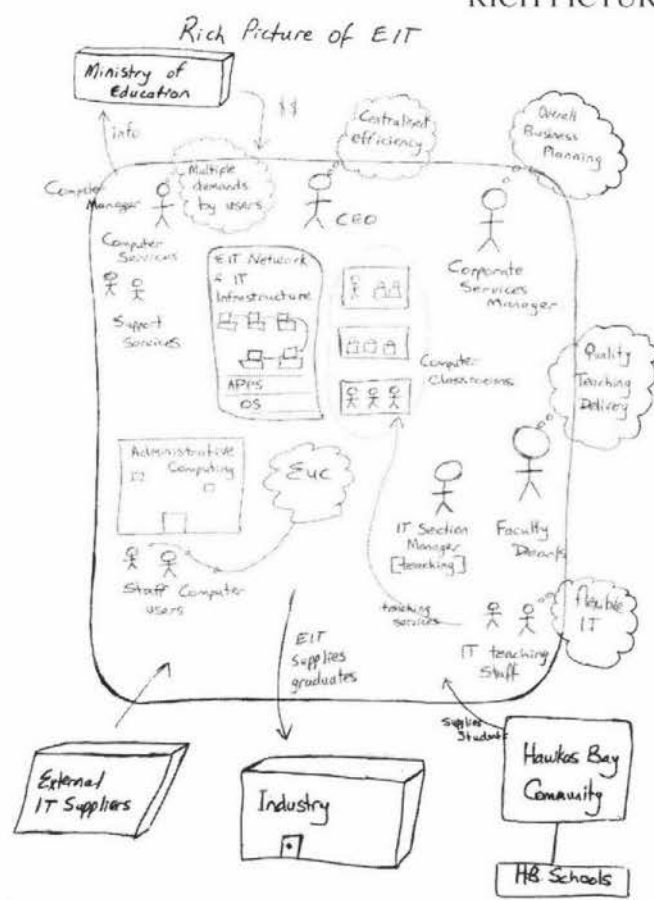 RICH PICTUR
Rich Picture of EIT
Ministry of
Education
$$
info
Centralised
efficiency
Overall
Business
Planning
Computer
Manager
Multiple
demands
by users
CEO
Corporate
Services
Manager
Computer
Services
Support
Services
EIT Network
& IT
Infrastructure
APPS
OS
Computer
Classrooms
Quality
Teaching
Delivery
Administrative
Computing
Euc
IT Section
Manager
[teaching]
Faculty
Staff Computer
users
teaching
services
IT teaching
Staff
flexible
IT
EIT
Supplies
graduates
Supplies
Student
External
IT Suppliers
Industry
Hawkes Bay
Community
HB Schools